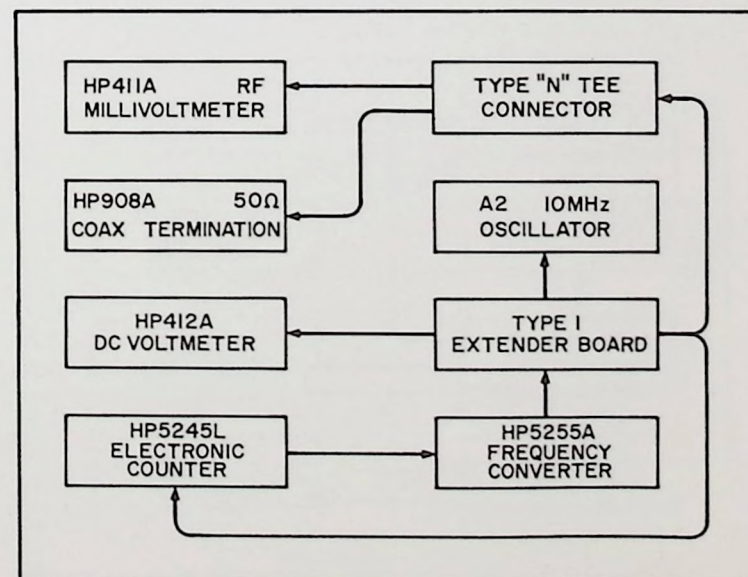 HP411A RF
MILLIVOLTMETER
TYPE "N" TEE
CONNECTOR
HP908A 50Ω
COAX TERMINATION
A2 10MHz
OSCILLATOR
HP412A
DC VOLTMETER
TYPE 1
EXTENDER BOARD
HP5245L
ELECTRONIC
COUNTER
HP5255A
FREQUENCY
CONVERTER